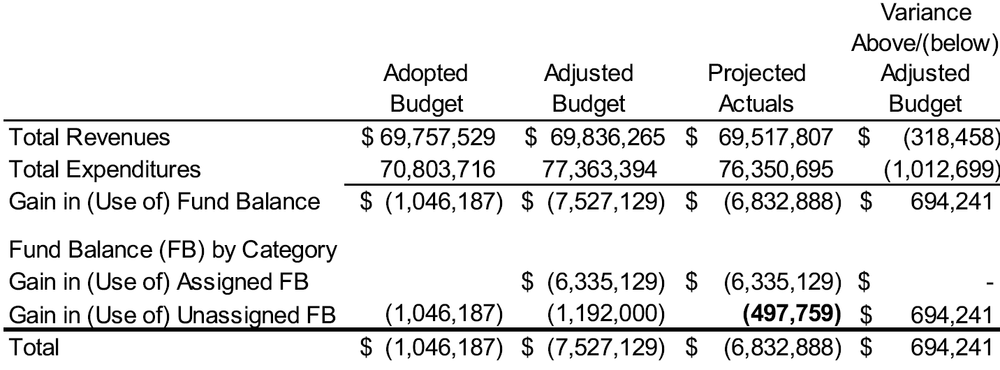 Variance
Above/(below)
Adopted Adjusted Projected Adjusted
Budget Budget Actuals Budget
Total Revenues $ 69,757,529 $ 69,836,265 $ 69,517,807 $ (318,458)
Total Expenditures 70,803,716 77,363,394 76,350,695 (1,012,699)
Gain in (Use of) Fund Balance $ (1,046,187) $ (7,527,129) $ (6,832,888) $ 694,241
Fund Balance (FB) by Category
Gain in (Use of) Assigned FB $ (6,335,129) $ (6,335,129) $ -
Gain in (Use of) Unassigned FB (1,046,187) (1,192,000) (497,759) $ 694,241
Total $ (1,046,187) $ (7,527,129) $ (6,832,888) $ 694,241